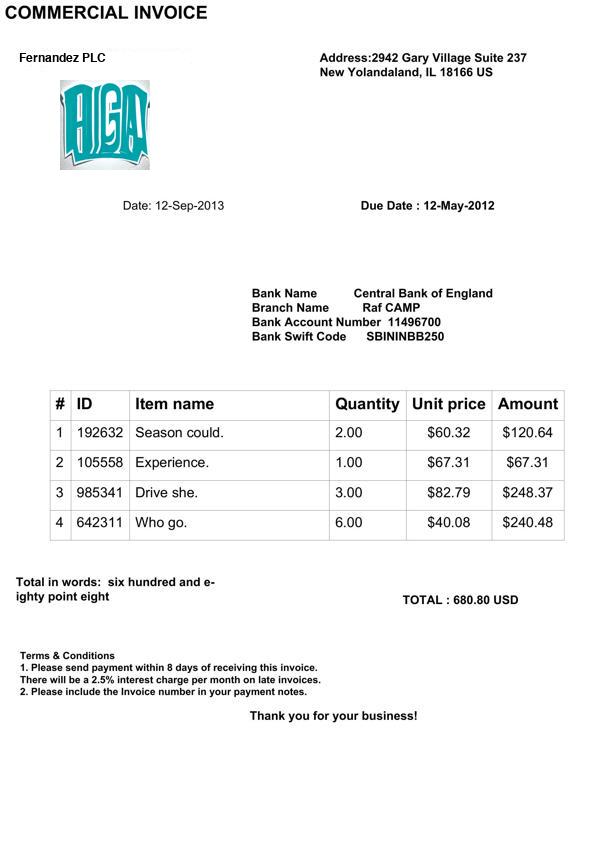 COMMERCIAL INVOICE
Fernandez PLC
Address:2942 Gary Village Suite 237
New Yolandaland, IL 18166 US
Date: 12-Sep-2013
Due Date : 12-May-2012
Bank Name Central Bank of England
Branch Name Raf CAMP
Bank Account Number 11496700
Bank Swift Code SBININBB250
# ID Item name Quantity Unit price Amount
1 192632 Season could. 2.00 $60.32 $120.64
2 105558 Experience. 1.00 $67.31 $67.31
3 985341 Drive she. 3.00 $82.79 $248.37
4 642311 Who go. 6.00 $40.08 $240.48
Total in words: six hundred and e-
ighty point eight
TOTAL : 680.80 USD
Terms & Conditions
1. Please send payment within 8 days of receiving this invoice.
There will be a 2.5% interest charge per month on late invoices.
2. Please include the Invoice number in your payment notes.
Thank you for your business!